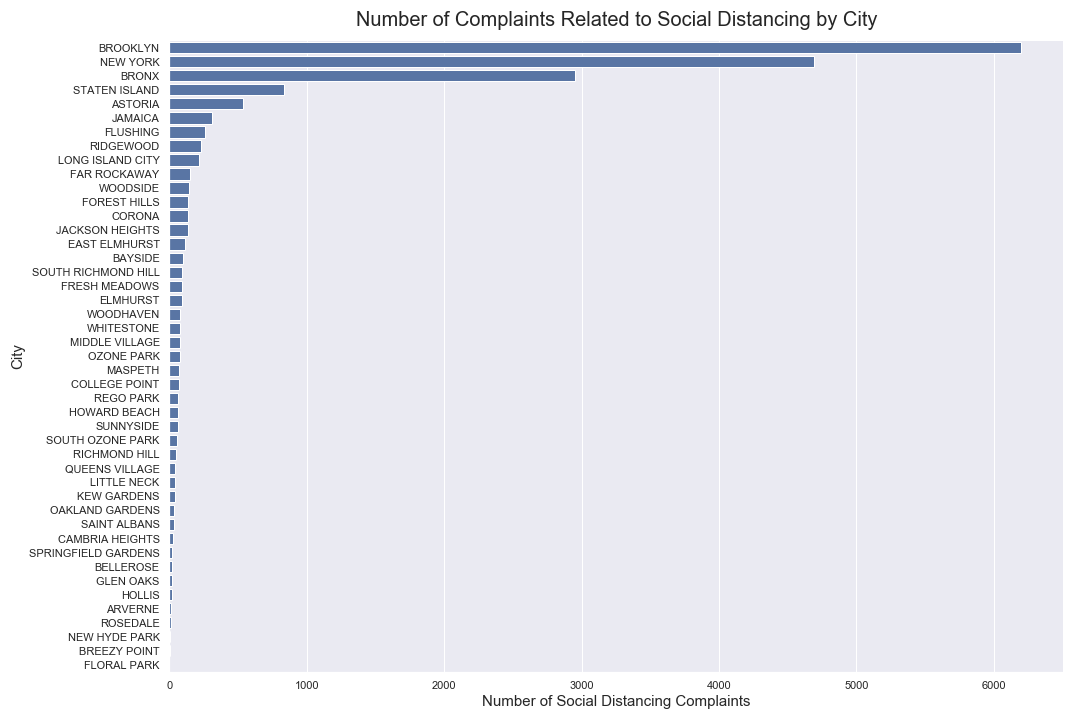 Number of Complaints Related to Social Distancing by City
City
BROOKLYN
NEW YORK
BRONX
STATEN ISLAND
ASTORIA
JAMAICA
FLUSHING
RIDGEWOOD
LONG ISLAND CITY
FAR ROCKAWAY
WOODSIDE
FOREST HILLS
CORONA
JACKSON HEIGHTS
EAST ELMHURST
BAYSIDE
SOUTH RICHMOND HILL
FRESH MEADOWS
ELMHURST
WOODHAVEN
WHITESTONE
MIDDLE VILLAGE
OZONE PARK
MASPETH
COLLEGE POINT
REGO PARK
HOWARD BEACH
SUNNYSIDE
SOUTH OZONE PARK
RICHMOND HILL
QUEENS VILLAGE
LITTLE NECK
KEW GARDENS
OAKLAND GARDENS
SAINT ALBANS
CAMBRIA HEIGHTS
SPRINGFIELD GARDENS
BELLEROSE
GLEN OAKS
HOLLIS
ARVERNE
ROSEDALE
NEW HYDE PARK
BREEZY POINT
FLORAL PARK
0 1000 2000 3000 4000 5000 6000
Number of Social Distancing Complaints